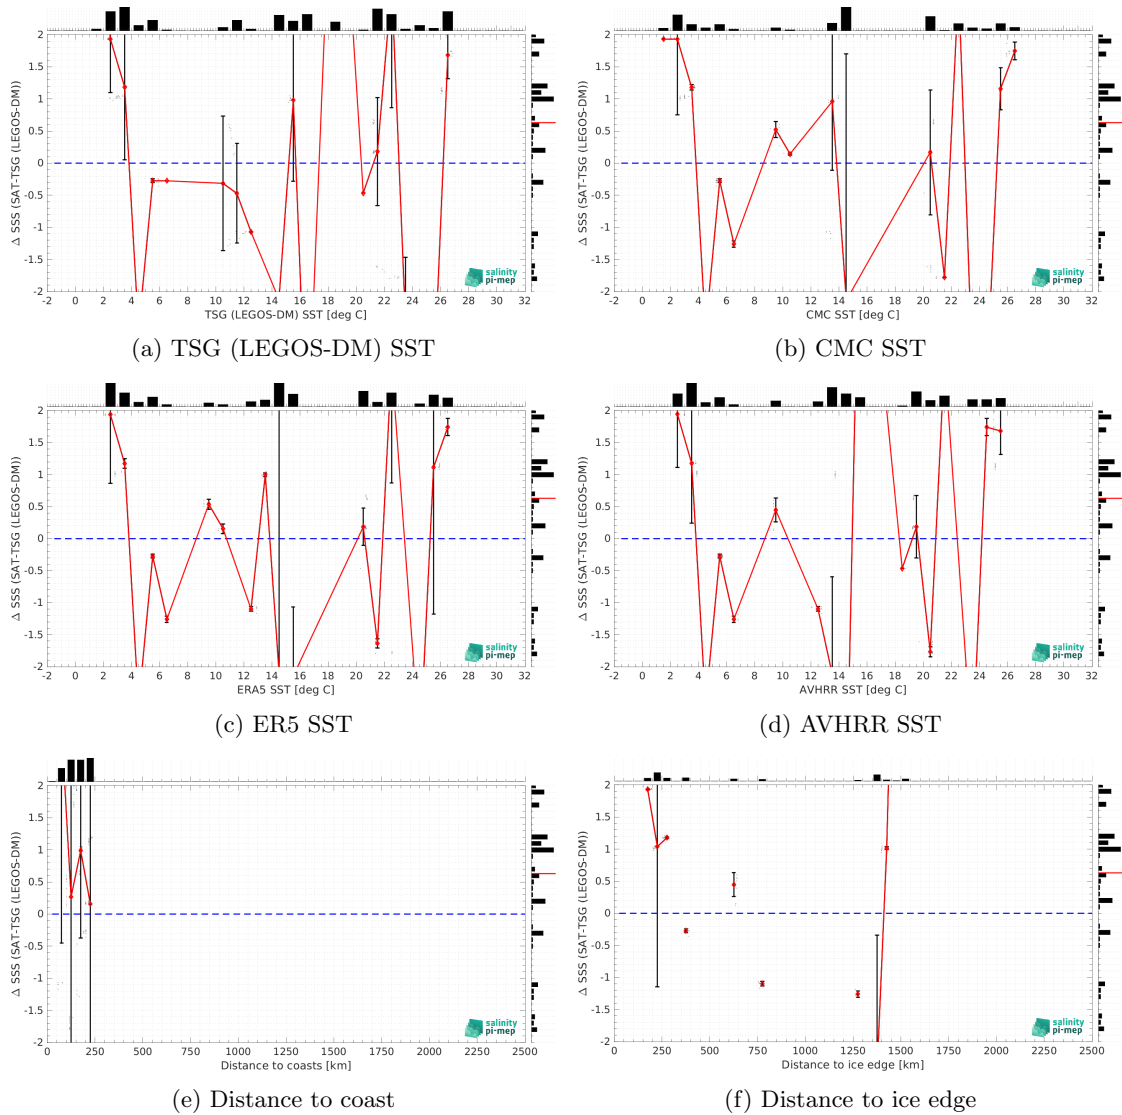 2
1.5
1
0.5
0
-0.5
-1
-1.5
-2
Δ SSS (SAT-TSG (LEGOS-DM))
salinity
pi-mep
-2 0 2 4 6 8 10 12 14 16 18 20 22 24 26 28 30 32
TSG (LEGOS-DM) SST [deg C]
(a) TSG (LEGOS-DM) SST
2
1.5
1
0.5
0
-0.5
-1
-1.5
-2
Δ SSS (SAT-TSG (LEGOS-DM))
salinity
pi-mep
-2 0 2 4 6 8 10 12 14 16 18 20 22 24 26 28 30 32
CMC SST [deg C]
(b) CMC SST
2
1.5
1
0.5
0
-0.5
-1
-1.5
-2
Δ SSS (SAT-TSG (LEGOS-DM))
salinity
pi-mep
-2 0 2 4 6 8 10 12 14 16 18 20 22 24 26 28 30 32
ERA5 SST [deg C]
(c) ER5 SST
2
1.5
1
0.5
0
-0.5
-1
-1.5
-2
Δ SSS (SAT-TSG (LEGOS-DM))
salinity
pi-mep
-2 0 2 4 6 8 10 12 14 16 18 20 22 24 26 28 30 32
AVHRR SST [deg C]
(d) AVHRR SST
2
1.5
1
0.5
0
-0.5
-1
-1.5
-2
Δ SSS (SAT-TSG (LEGOS-DM))
salinity
pi-mep
0 250 500 750 1000 1250 1500 1750 2000 2250 2500
Distance to coasts [km]
(e) Distance to coast
2
1.5
1
0.5
0
-0.5
-1
-1.5
-2
Δ SSS (SAT-TSG (LEGOS-DM))
salinity
pi-mep
0 250 500 750 1000 1250 1500 1750 2000 2250 2500
Distance to ice edge [km]
(f) Distance to ice edge